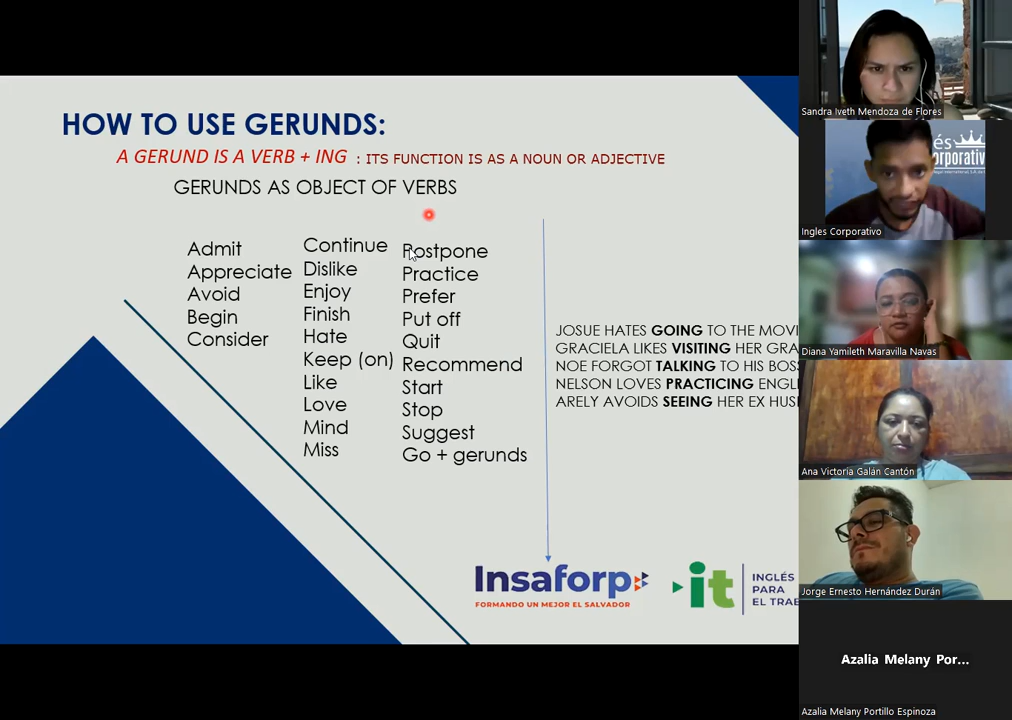 HOW TO USE GERUNDS:
A GERUND IS A VERB + ING : ITS FUNCTION IS AS A NOUN OR ADJECTIVE
GERUNDS AS OBJECT OF VERBS
Admit
Appreciate
Avoid
Begin
Consider
Continue
Dislike
Enjoy
Finish
Hate
Keep (on)
Like
Love
Mind
Miss
Postpone
Practice
Prefer
Put off
Quit
Recommend
Start
Stop
Suggest
Go + gerunds
JOSUE HATES GOING TO THE MOVI
GRACIELA LIKES VISITING HER GRA
NOE FORGOT TALKING TO HIS BOSS
NELSON LOVES PRACTICING ENGL
ARELY AVOIDS SEEING HER EX HUS
Insaforp
FORMANDO UN MEJOR EL SALVADOR
it
INGLÉS
PARA
EL TRA
Sandra Iveth Mendoza de Flores
és
orporativ
Ingles Corporativo
Diana Yamileth Maravilla Navas
Ana Victoria Galán Cantón
Jorge Ernesto Hernández Durán
Azalia Melany Por...
Azalia Melany Portillo Espinoza